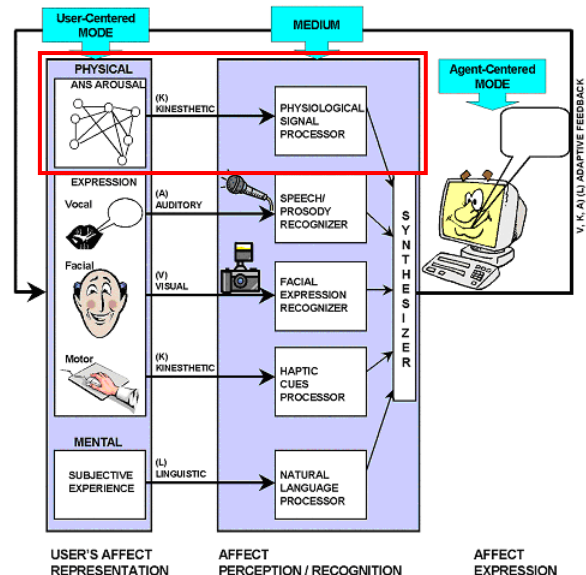 User-Centered
MODE
MEDIUM
Agent-Centered
MODE
PHYSICAL
ANS AROUSAL
(K)
KINESTHETIC
PHYSIOLOGICAL
SIGNAL
PROCESSOR
EXPRESSION
Vocal
(A)
AUDITORY
SPEECH/
PROSODY
RECOGNIZER
Facial
(V)
VISUAL
FACIAL
EXPRESSION
RECOGNIZER
Motor
(K)
KINESTHETIC
HAPTIC
CUES
PROCESSOR
MENTAL
SUBJECTIVE
EXPERIENCE
(L)
LINGUISTIC
NATURAL
LANGUAGE
PROCESSOR
SYNTHESIZER
V, K, A) (L) ADAPTIVE FEEDBACK
USER'S AFFECT
REPRESENTATION
AFFECT
PERCEPTION / RECOGNITION
AFFECT
EXPRESSION